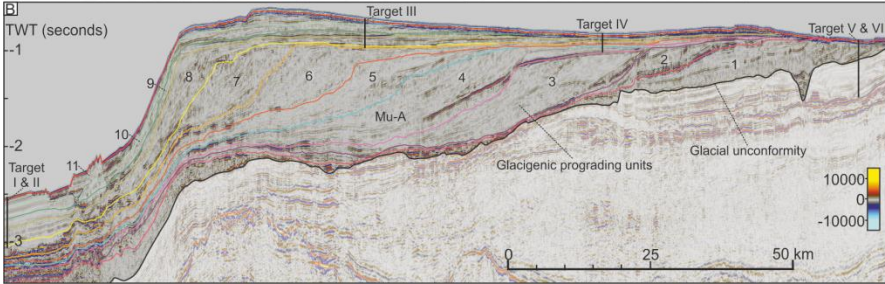 B
Target III
Target IV
Target V & VI
TWT (seconds)
-1
1
2
3
4
5
6
7
8
9
Mu-A
10
-2
11
Glacigenic prograding units
Glacial unconformity
Target
I & II
10000
0
-10000
-3
0
25
50 km